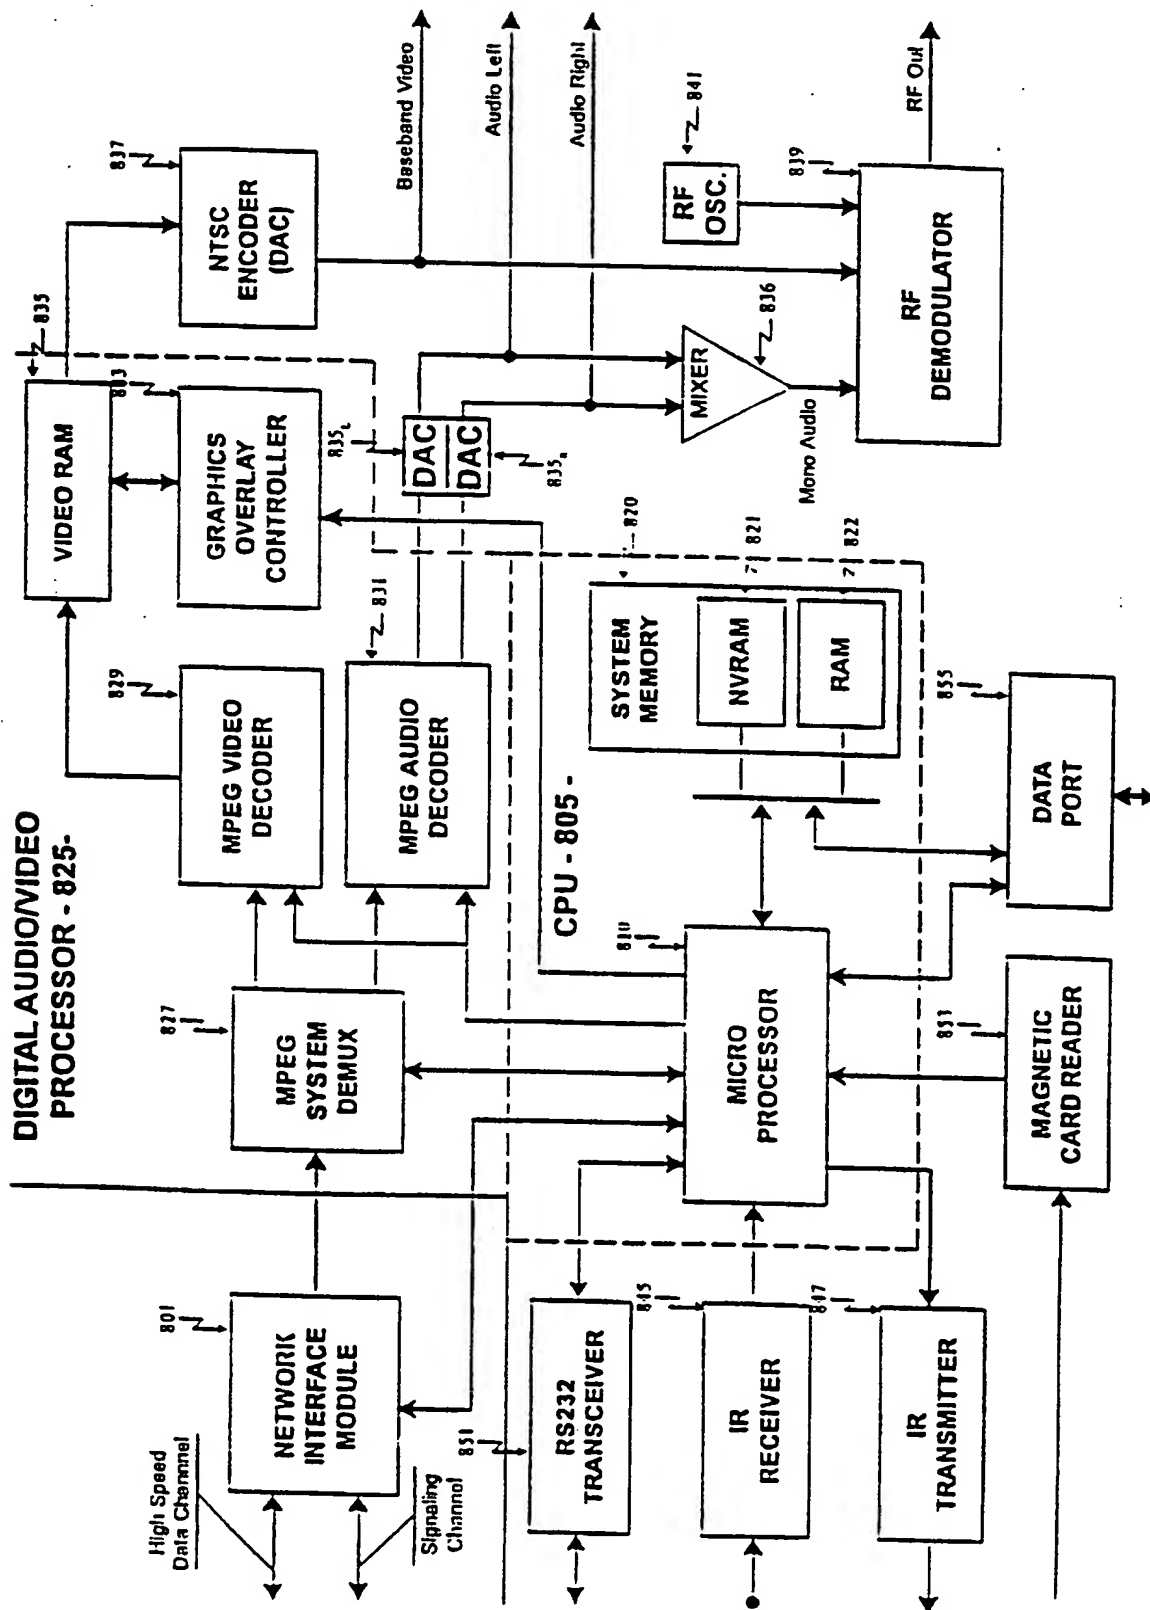 DIGITAL AUDIO/VIDEO
PROCESSOR - 825-
High Speed
Data Channel
Signaling
Channel
801
NETWORK
INTERFACE
MODULE
827
MPEG
SYSTEM
DEMUX
829
MPEG VIDEO
DECODER
831
MPEG AUDIO
DECODER
835
VIDEO RAM
GRAPHICS
OVERLAY
CONTROLLER
837
NTSC
ENCODER
(DAC)
835L
DAC
DAC
835R
Baseband Video
Audio Left
Audio Right
MIXER
836
Mono Audio
RF
OSC.
841
839
RF
DEMODULATOR
RF Out
CPU - 805 -
810
MICRO
PROCESSOR
820
SYSTEM
MEMORY
NVRAM
821
RAM
822
851
RS232
TRANSCEIVER
845
IR
RECEIVER
847
IR
TRANSMITTER
853
MAGNETIC
CARD READER
855
DATA
PORT